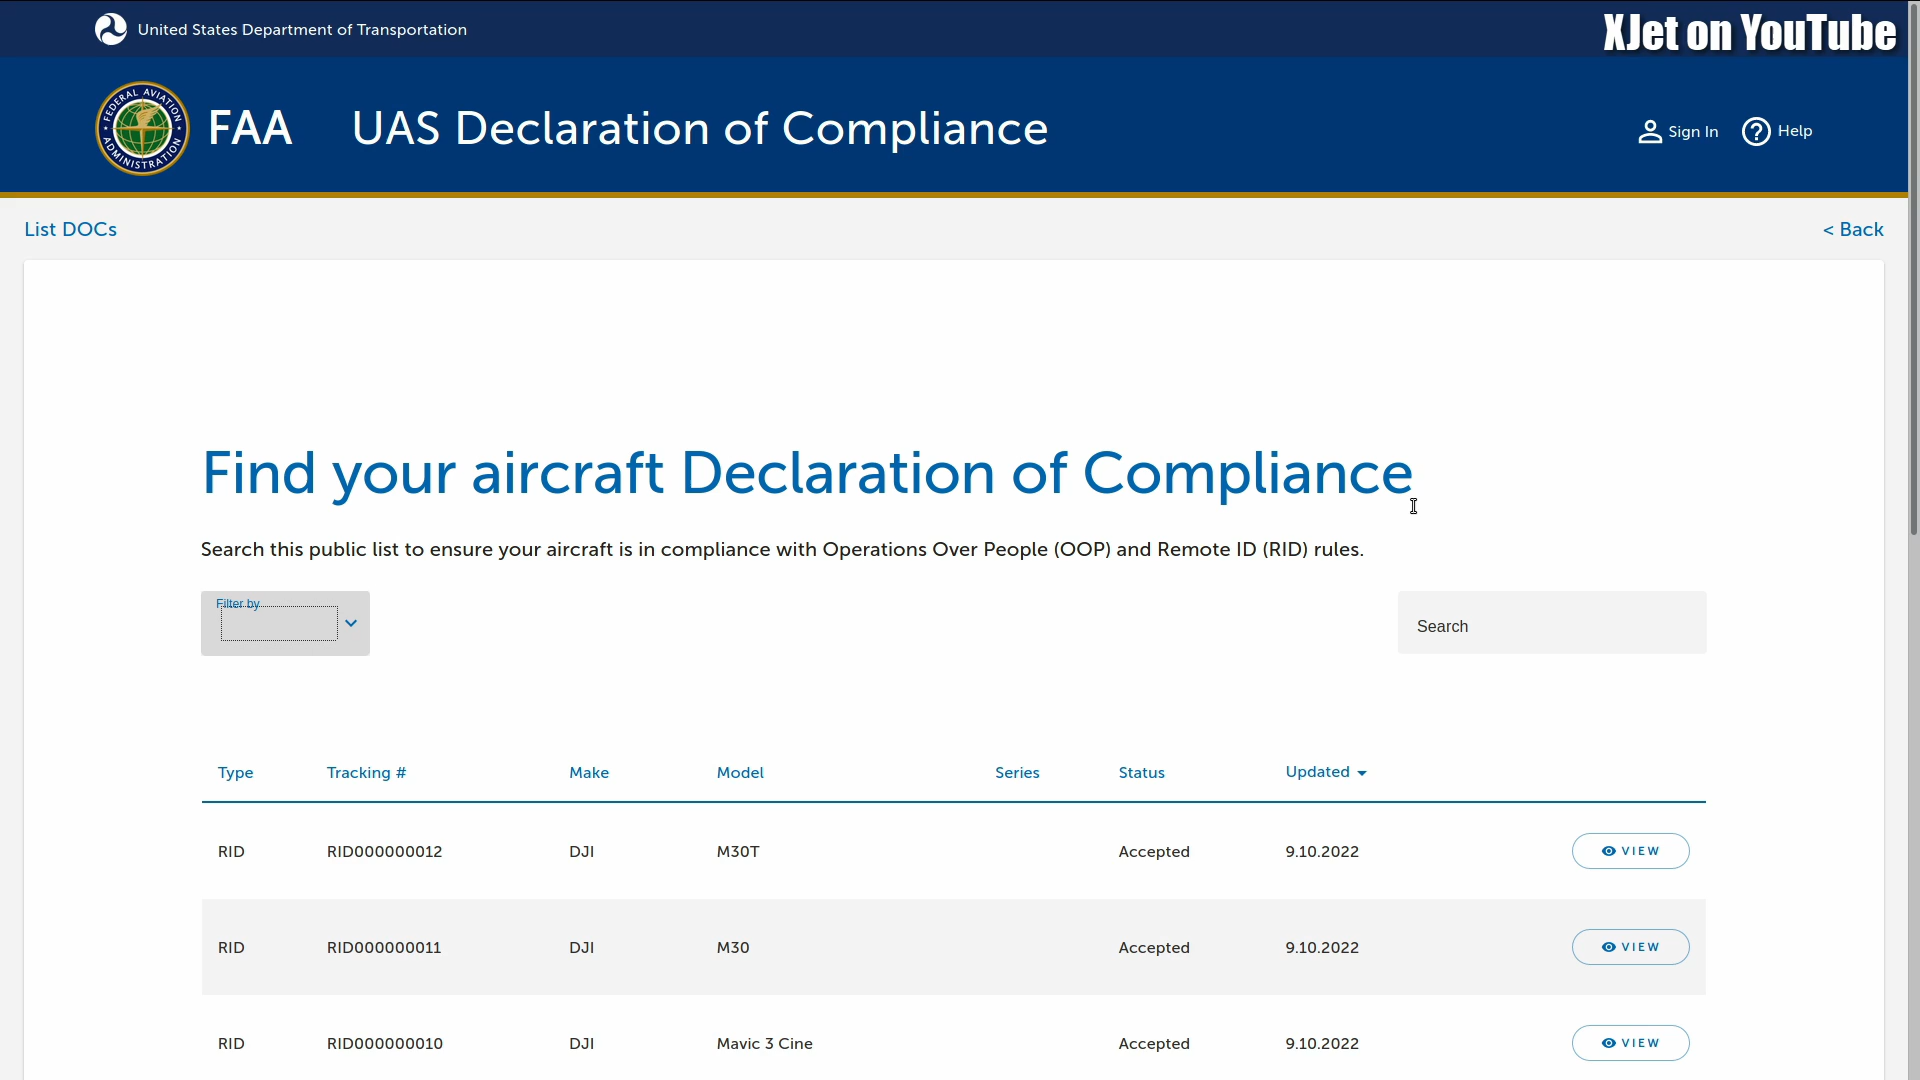 United States Department of Transportation
XJet on YouTube
FEDERAL AVIATION ADMINISTRATION
FAA UAS Declaration of Compliance
Sign In
Help
List DOCs
< Back
Find your aircraft Declaration of Compliance
Search this public list to ensure your aircraft is in compliance with Operations Over People (OOP) and Remote ID (RID) rules.
Filter by
Search
Type Tracking # Make Model Series Status Updated
RID RID000000012 DJI M30T Accepted 9.10.2022 VIEW
RID RID000000011 DJI M30 Accepted 9.10.2022 VIEW
RID RID000000010 DJI Mavic 3 Cine Accepted 9.10.2022 VIEW